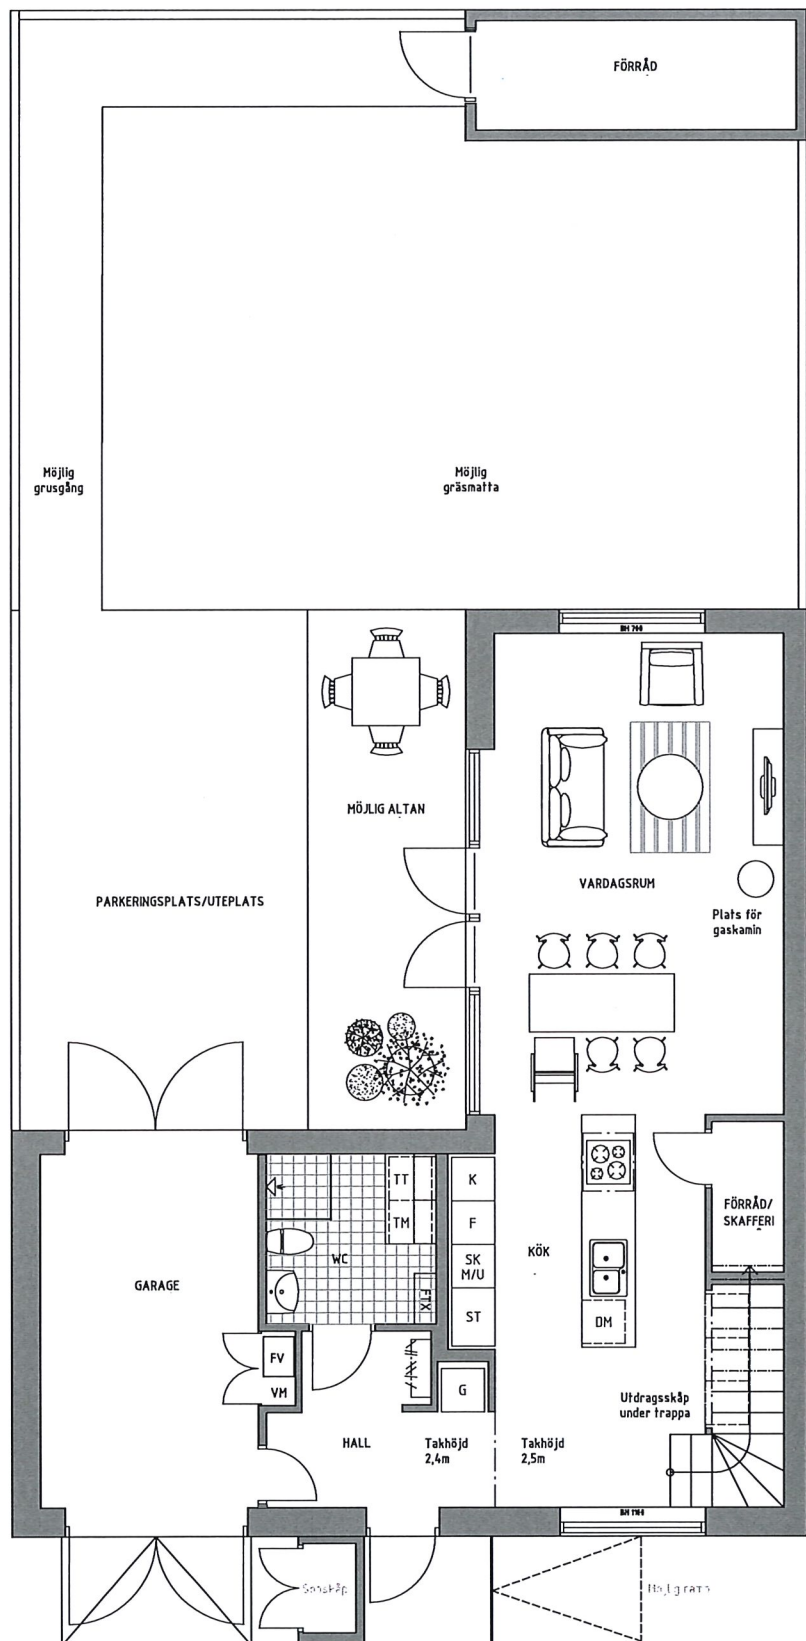 FÖRRÅD
Möjlig
grusgång
Möjlig
gräsmatta
MÖJLIG ALTAN
VARDAGSRUM
PARKERINGSPLATS/UTEPLATS
Plats för
gaskamin
TT
K
TM
F
FÖRRÅD/
SKAFFERI
KÖK
WC
SK
M/U
GARAGE
FTX
ST
DM
FV
VM
G
Utdragsskåp
under trappa
HALL
Takhöjd
2,4m
Takhöjd
2,5m